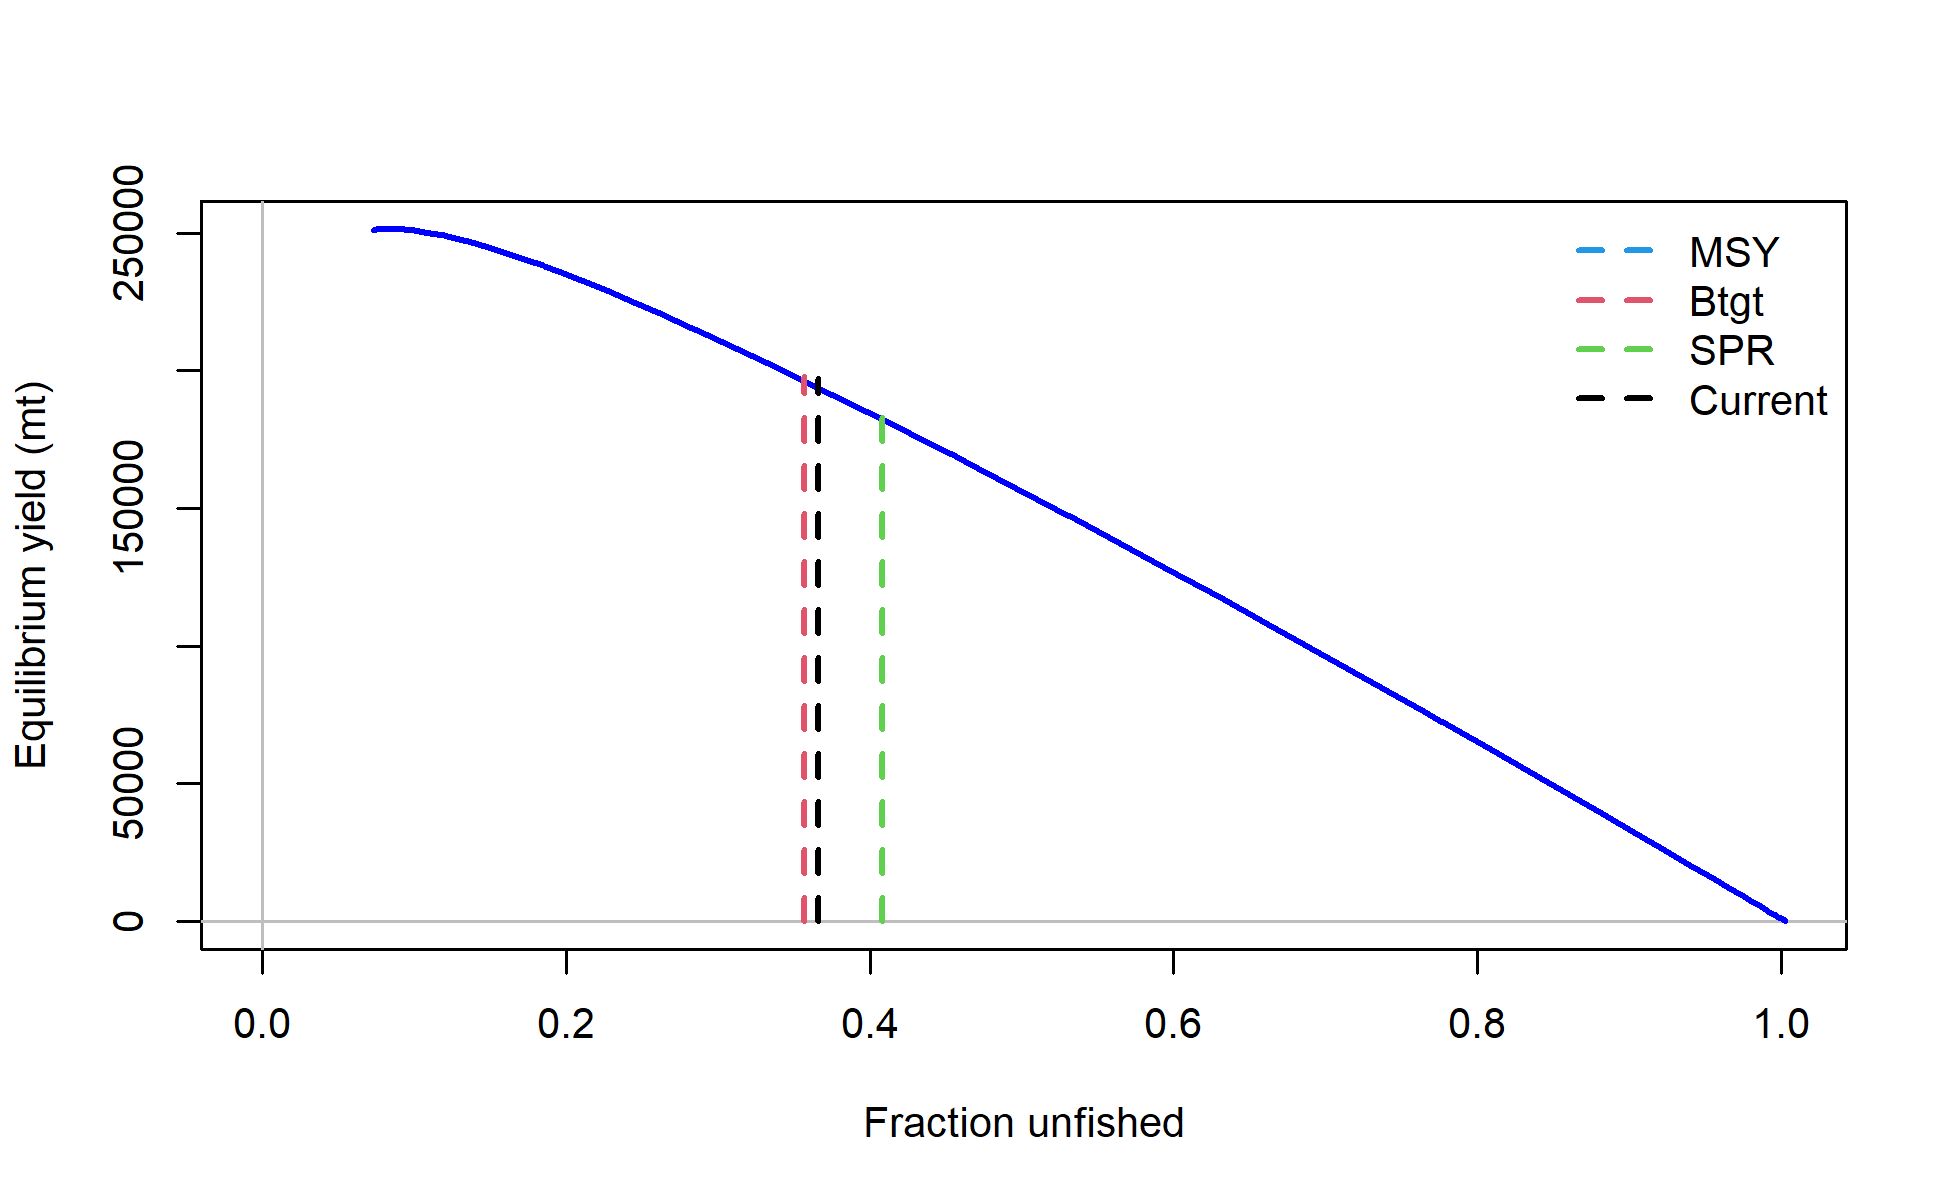 Equilibrium yield (mt)
250000
150000
50000
0
MSY
Btgt
SPR
Current
0.0 0.2 0.4 0.6 0.8 1.0
Fraction unfished